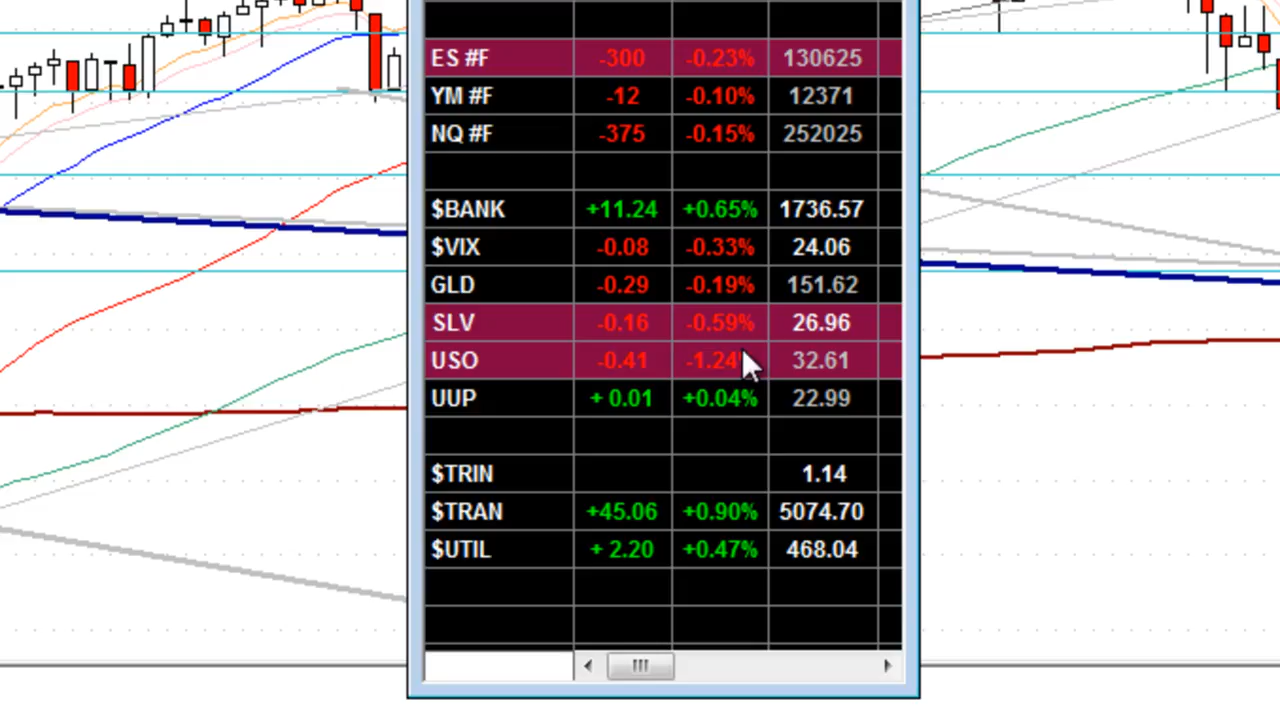 ES #F -300 -0.23% 130625
YM #F -12 -0.10% 12371
NQ #F -375 -0.15% 252025
$BANK +11.24 +0.65% 1736.57
$VIX -0.08 -0.33% 24.06
GLD -0.29 -0.19% 151.62
SLV -0.16 -0.59% 26.96
USO -0.41 -1.24 32.61
UUP + 0.01 +0.04% 22.99
$TRIN 1.14
$TRAN +45.06 +0.90% 5074.70
$UTIL + 2.20 +0.47% 468.04